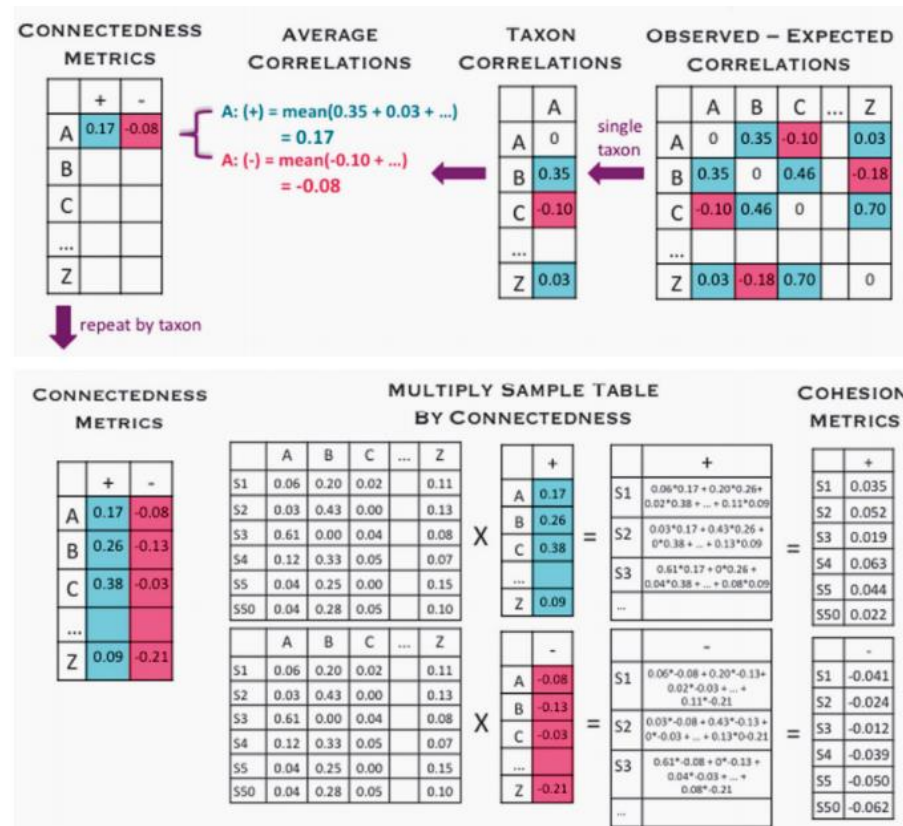 CONNECTEDNESS METRICS
AVERAGE CORRELATIONS
TAXON CORRELATIONS
OBSERVED – EXPECTED CORRELATIONS
+ -
A 0.17 -0.08
B
C
...
Z
A: (+) = mean(0.35 + 0.03 + ...)
= 0.17
A: (-) = mean(-0.10 + ...)
= -0.08
A
A 0
B 0.35
C -0.10
...
Z 0.03
single
taxon
A B C ... Z
A 0 0.35 -0.10 0.03
B 0.35 0 0.46 -0.18
C -0.10 0.46 0 0.70
...
Z 0.03 -0.18 0.70 0
repeat by taxon
CONNECTEDNESS METRICS
MULTIPLY SAMPLE TABLE
BY CONNECTEDNESS
COHESION
METRICS
+ -
A 0.17 -0.08
B 0.26 -0.13
C 0.38 -0.03
...
Z 0.09 -0.21
A B C ... Z
S1 0.06 0.20 0.02 0.11
S2 0.03 0.43 0.00 0.13
S3 0.61 0.00 0.04 0.08
S4 0.12 0.33 0.05 0.07
S5 0.04 0.25 0.00 0.15
S50 0.04 0.28 0.05 0.10
X
+
A 0.17
B 0.26
C 0.38
...
Z 0.09
=
+
S1 0.06*0.17 + 0.20*0.26+
0.02*0.38 + ... + 0.11*0.09
S2 0.03*0.17 + 0.43*0.26 +
0*0.38 + ... + 0.13*0.09
S3 0.61*0.17 + 0*0.26 +
0.04*0.38 + ... + 0.08*0.09
...
=
+
S1 0.035
S2 0.052
S3 0.019
S4 0.063
S5 0.044
S50 0.022
A B C ... Z
S1 0.06 0.20 0.02 0.11
S2 0.03 0.43 0.00 0.13
S3 0.61 0.00 0.04 0.08
S4 0.12 0.33 0.05 0.07
S5 0.04 0.25 0.00 0.15
S50 0.04 0.28 0.05 0.10
X
-
A -0.08
B -0.13
C -0.03
...
Z -0.21
=
-
S1 0.06*-0.08 + 0.20*-0.13+
0.02*-0.03 + ... +
0.11*-0.21
S2 0.03*-0.08 + 0.43*-0.13 +
0*-0.03 + ... + 0.13*0-0.21
S3 0.61*-0.08 + 0*-0.13 +
0.04*-0.03 + ... +
0.08*-0.21
...
=
-
S1 -0.041
S2 -0.024
S3 -0.012
S4 -0.039
S5 -0.050
S50 -0.062